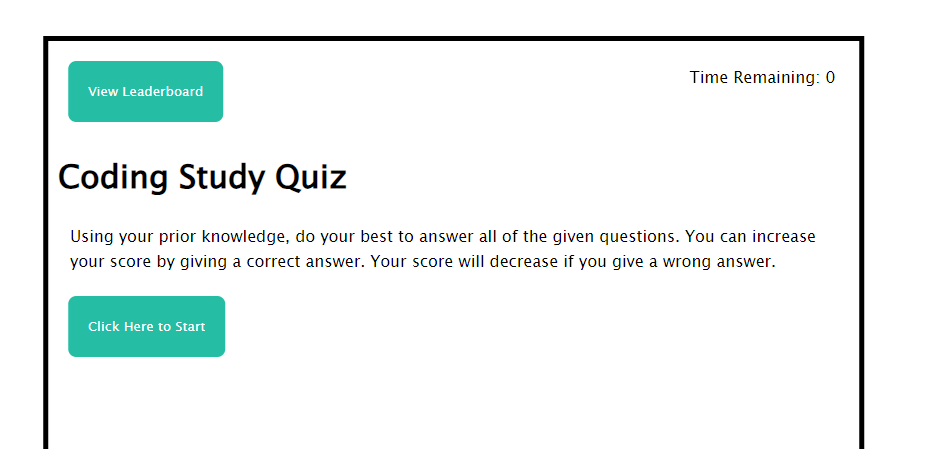 View Leaderboard
Time Remaining: 0
Coding Study Quiz
Using your prior knowledge, do your best to answer all of the given questions. You can increase
your score by giving a correct answer. Your score will decrease if you give a wrong answer.
Click Here to Start